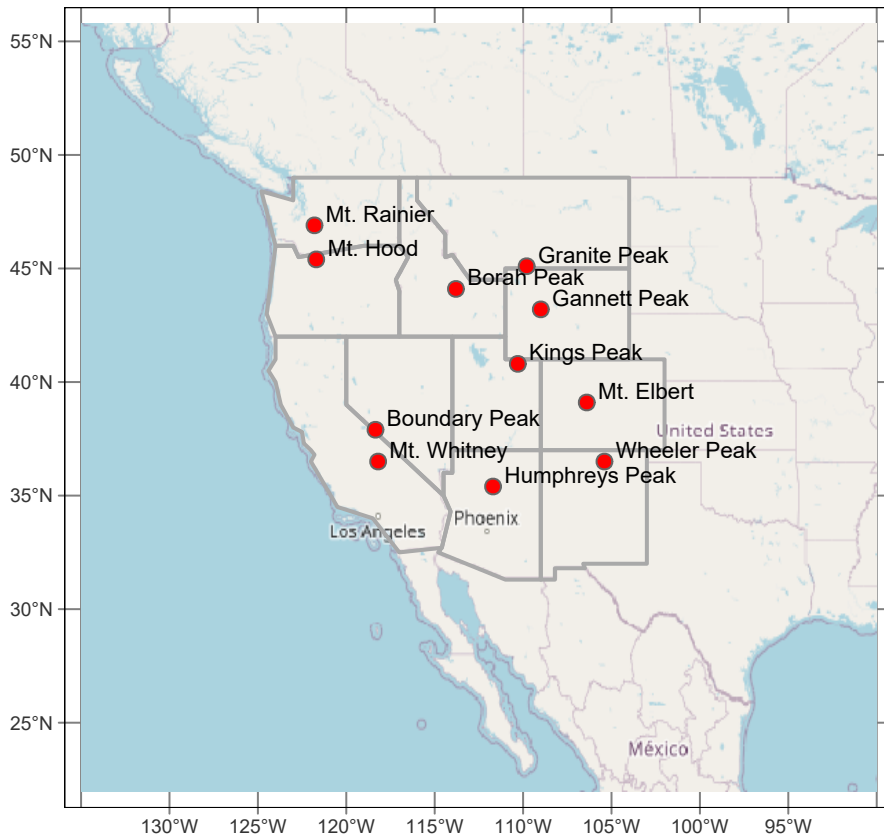 55°N
50°N
45°N
40°N
35°N
30°N
25°N
Mt. Rainier
Mt. Hood
Granite Peak
Borah Peak
Gannett Peak
Kings Peak
Mt. Elbert
Boundary Peak
United States
Mt. Whitney
Wheeler Peak
Humphreys Peak
Phoenix
Los Angeles
México
130°W
125°W
120°W
115°W
110°W
105°W
100°W
95°W